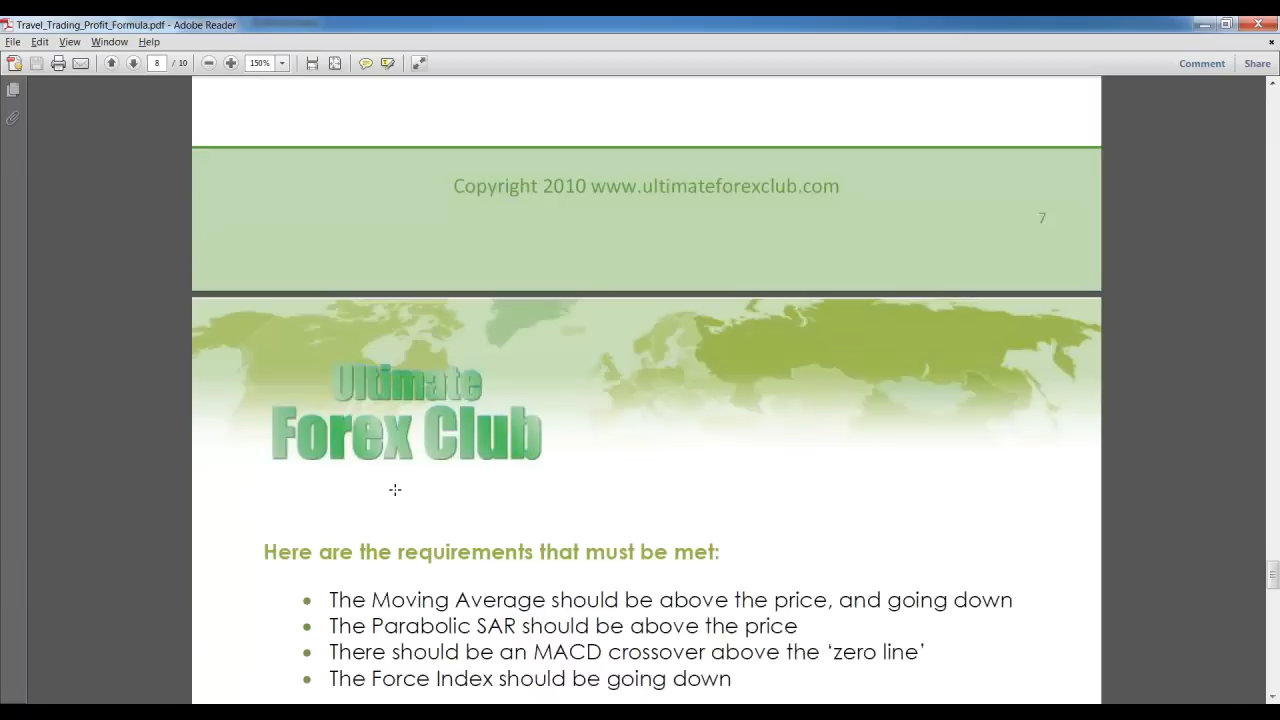 Travel_Trading_Profit_Formula.pdf - Adobe Reader
File Edit View Window Help
8 / 10 150% Comment Share
Copyright 2010 www.ultimateforexclub.com
7
Ultimate
Forex Club
Here are the requirements that must be met:
• The Moving Average should be above the price, and going down
• The Parabolic SAR should be above the price
• There should be an MACD crossover above the ‘zero line’
• The Force Index should be going down